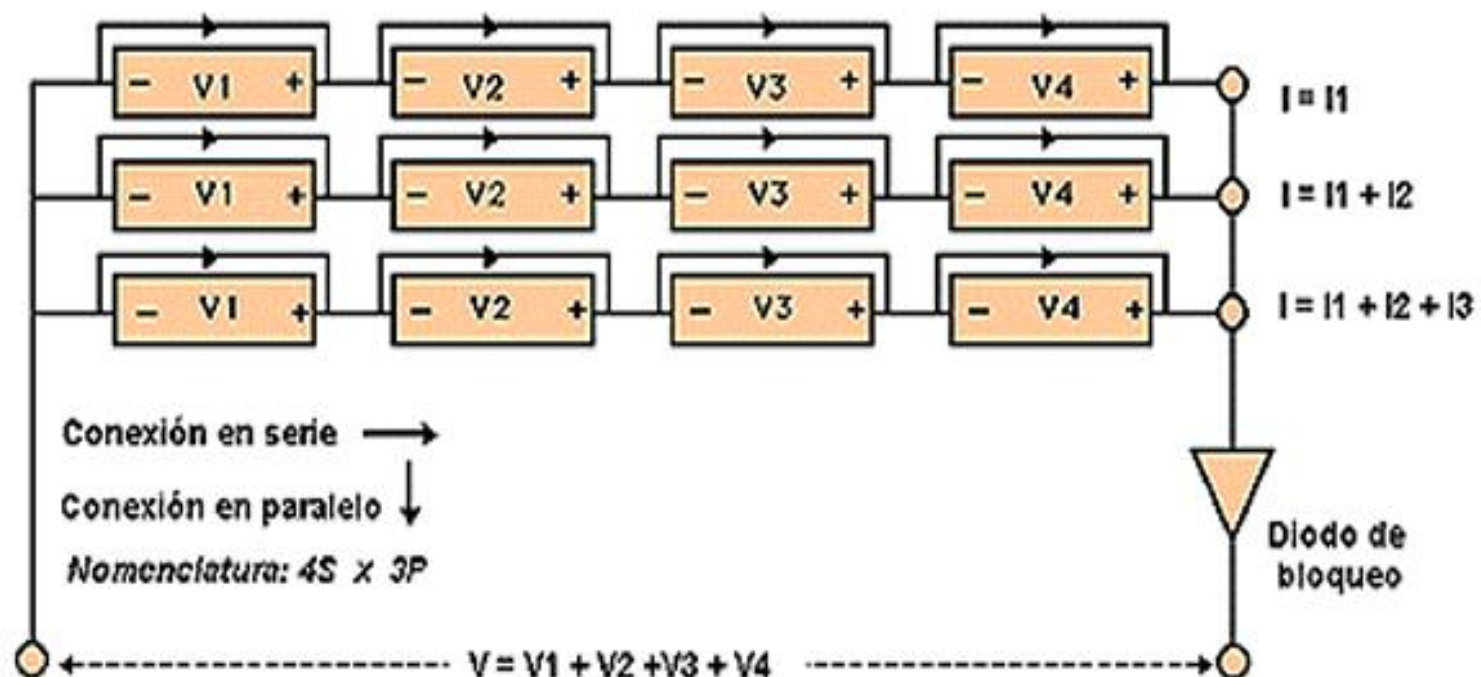 - V1 + - V2 + - V3 + - V4 + I = I1
- V1 + - V2 + - V3 + - V4 + I = I1 + I2
- V1 + - V2 + - V3 + - V4 + I = I1 + I2 + I3
Conexión en serie
Conexión en paralelo
Nomenclatura: 4S x 3P
Diodo de
bloqueo
V = V1 + V2 +V3 + V4